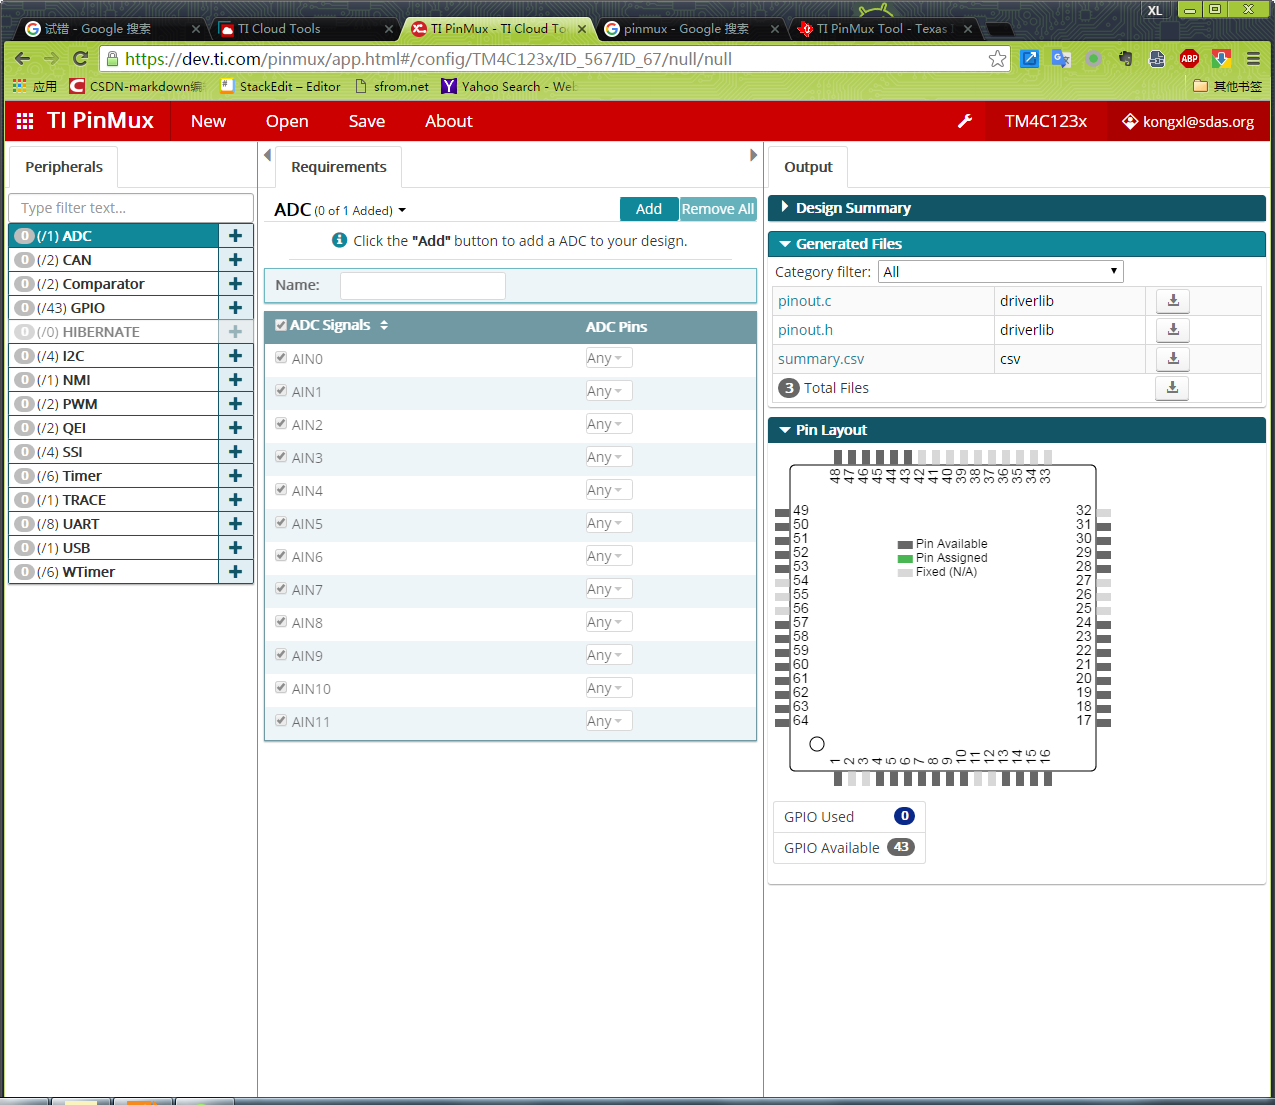 XL
试错 - Google 搜索
TI Cloud Tools
TI PinMux - TI Cloud To
pinmux - Google 搜索
TI PinMux Tool - Texas I
https://dev.ti.com/pinmux/app.html#/config/TM4C123x/ID_567/ID_67/null/null
ABP
应用
CSDN-markdown编
StackEdit – Editor
sfrom.net
Yahoo Search - Web
其他书签
TI PinMux
New
Open
Save
About
TM4C123x
kongxl@sdas.org
Peripherals
Type filter text...
0 (/1) ADC
0 (/2) CAN
0 (/2) Comparator
0 (/43) GPIO
0 (/0) HIBERNATE
0 (/4) I2C
0 (/1) NMI
0 (/2) PWM
0 (/2) QEI
0 (/4) SSI
0 (/6) Timer
0 (/1) TRACE
0 (/8) UART
0 (/1) USB
0 (/6) WTimer
Requirements
ADC (0 of 1 Added)
Add
Remove All
Click the "Add" button to add a ADC to your design.
Name:
ADC Signals
ADC Pins
AIN0 Any
AIN1 Any
AIN2 Any
AIN3 Any
AIN4 Any
AIN5 Any
AIN6 Any
AIN7 Any
AIN8 Any
AIN9 Any
AIN10 Any
AIN11 Any
Output
Design Summary
Generated Files
Category filter: All
pinout.c driverlib
pinout.h driverlib
summary.csv csv
3 Total Files
Pin Layout
48 47 46 45 44 43 42 41 40 39 38 37 36 35 34 33
49 32
50 31
51 30
52 29
53 28
54 27
55 26
56 25
57 24
58 23
59 22
60 21
61 20
62 19
63 18
64 17
Pin Available
Pin Assigned
Fixed (N/A)
1 2 3 4 5 6 7 8 9 10 11 12 13 14 15 16
GPIO Used 0
GPIO Available 43